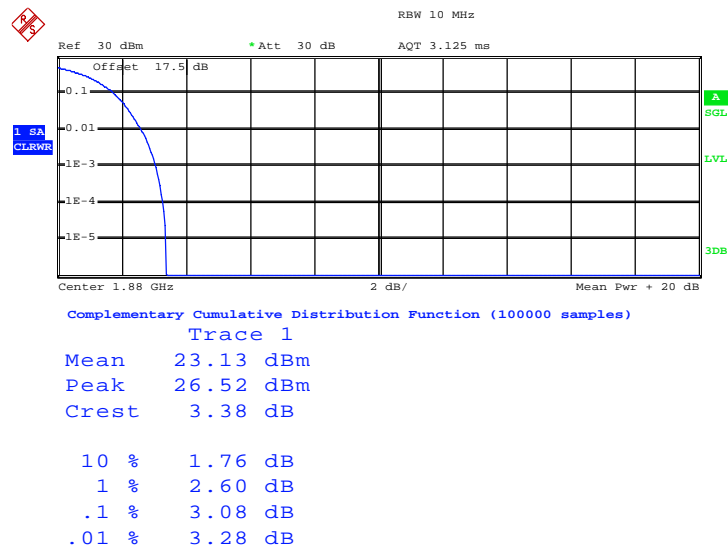 RBW 10 MHz
Ref 30 dBm *Att 30 dB AQT 3.125 ms
Offset 17.5 dB
0.1
0.01
1E-3
1E-4
1E-5
1 SA
CLRWR
A
SGL
LVL
3DB
Center 1.88 GHz 2 dB/ Mean Pwr + 20 dB
Complementary Cumulative Distribution Function (100000 samples)
Trace 1
Mean 23.13 dBm
Peak 26.52 dBm
Crest 3.38 dB
10 % 1.76 dB
1 % 2.60 dB
.1 % 3.08 dB
.01 % 3.28 dB